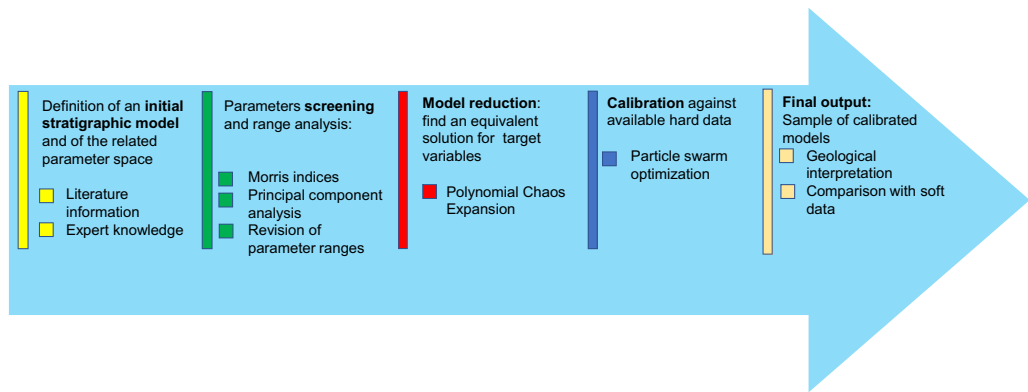 Definition of an initial
stratigraphic model
and of the related
parameter space
Literature
information
Expert knowledge
Parameters screening
and range analysis:
Morris indices
Principal component
analysis
Revision of
parameter ranges
Model reduction:
find an equivalent
solution for target
variables
Polynomial Chaos
Expansion
Calibration against
available hard data
Particle swarm
optimization
Final output:
Sample of calibrated
models
Geological
interpretation
Comparison with soft
data